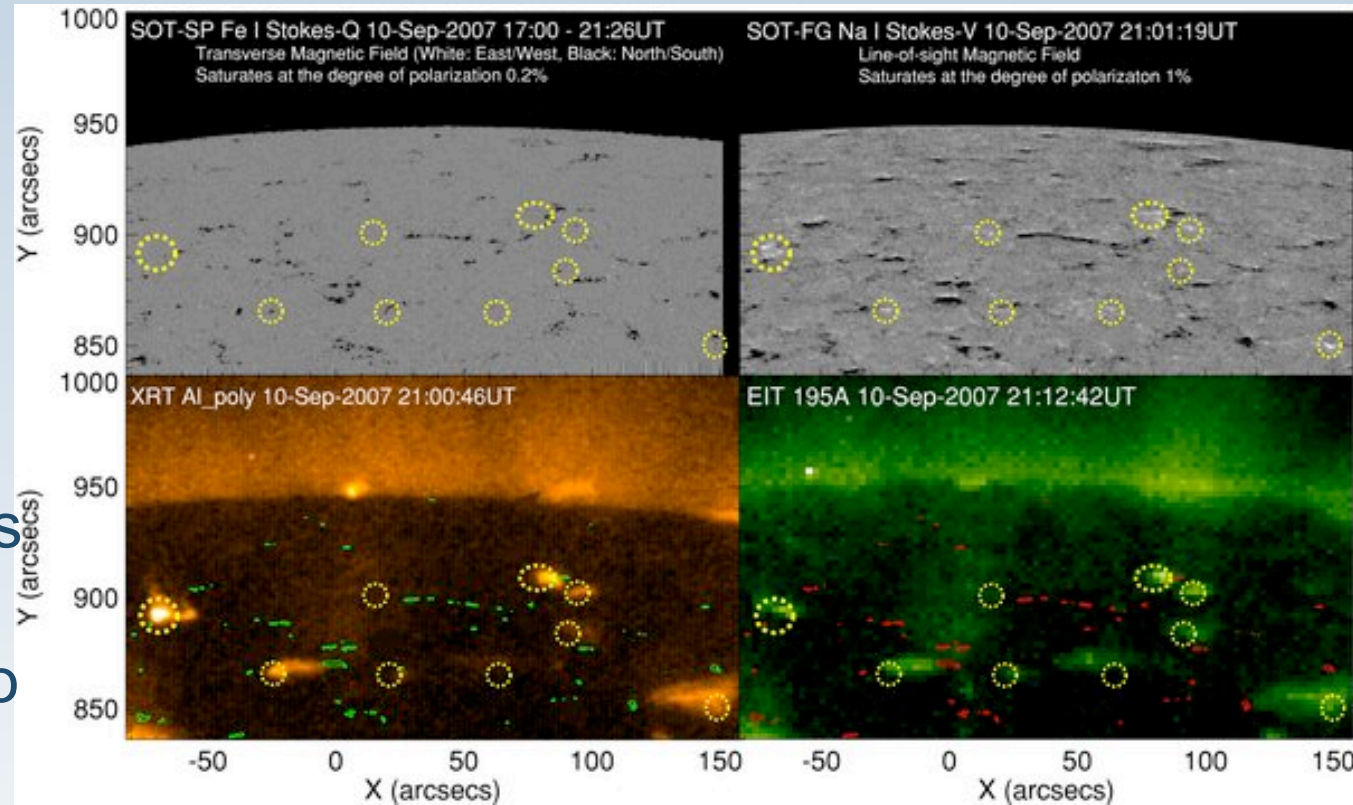 SOT-SP Fe I Stokes-Q 10-Sep-2007 17:00 - 21:26UT
Transverse Magnetic Field (White: East/West, Black: North/South)
Saturates at the degree of polarization 0.2%
SOT-FG Na I Stokes-V 10-Sep-2007 21:01:19UT
Line-of-sight Magnetic Field
Saturates at the degree of polarizaton 1%
1000
950
900
850
Y (arcsecs)
XRT Al_poly 10-Sep-2007 21:00:46UT
EIT 195A 10-Sep-2007 21:12:42UT
1000
950
900
850
Y (arcsecs)
s
o
-50 0 50 100 150
-50 0 50 100 150
X (arcsecs)
X (arcsecs)